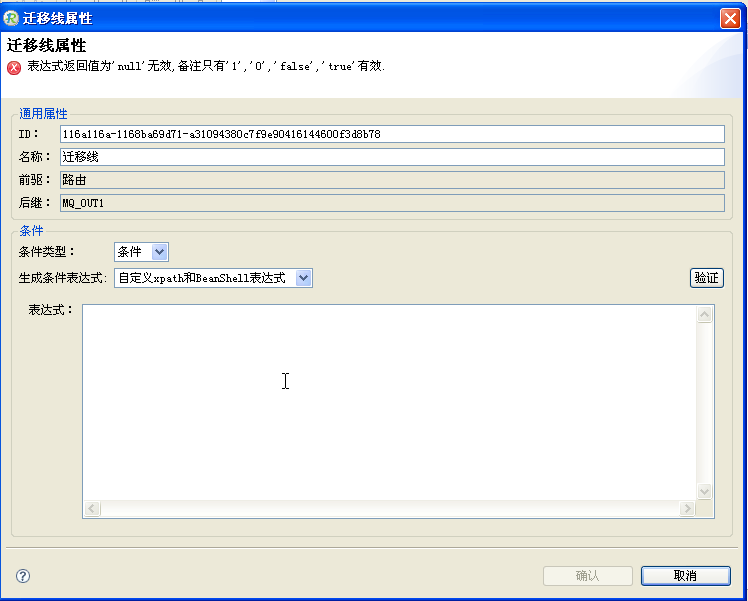 迁移线属性
迁移线属性
表达式返回值为'null'无效,备注只有'1','0','false','true'有效.
通用属性
ID： 116a116a-1168ba69d71-a31094380c7f9e90416144600f3d8b78
名称： 迁移线
前驱： 路由
后继： MQ_OUT1
条件
条件类型： 条件
生成条件表达式: 自定义xpath和BeanShell表达式 验证
表达式：
确认 取消